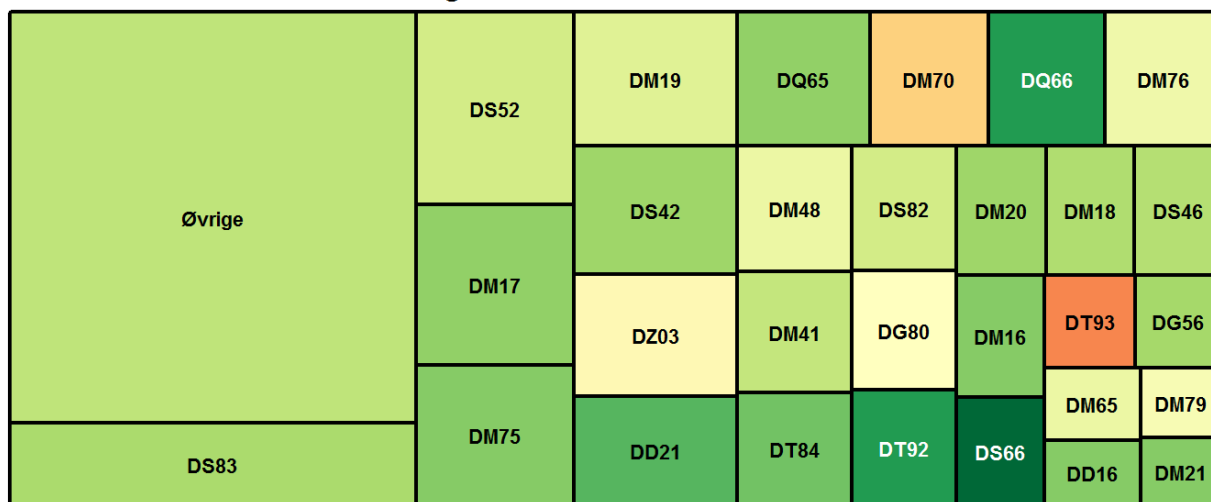 Øvrige
DS83
DS52
DM17
DM75
DM19
DS42
DZ03
DD21
DQ65
DM70
DQ66
DM76
DM48
DS82
DM20
DM18
DS46
DM41
DG80
DM16
DT93
DG56
DT84
DT92
DS66
DM65
DM79
DD16
DM21